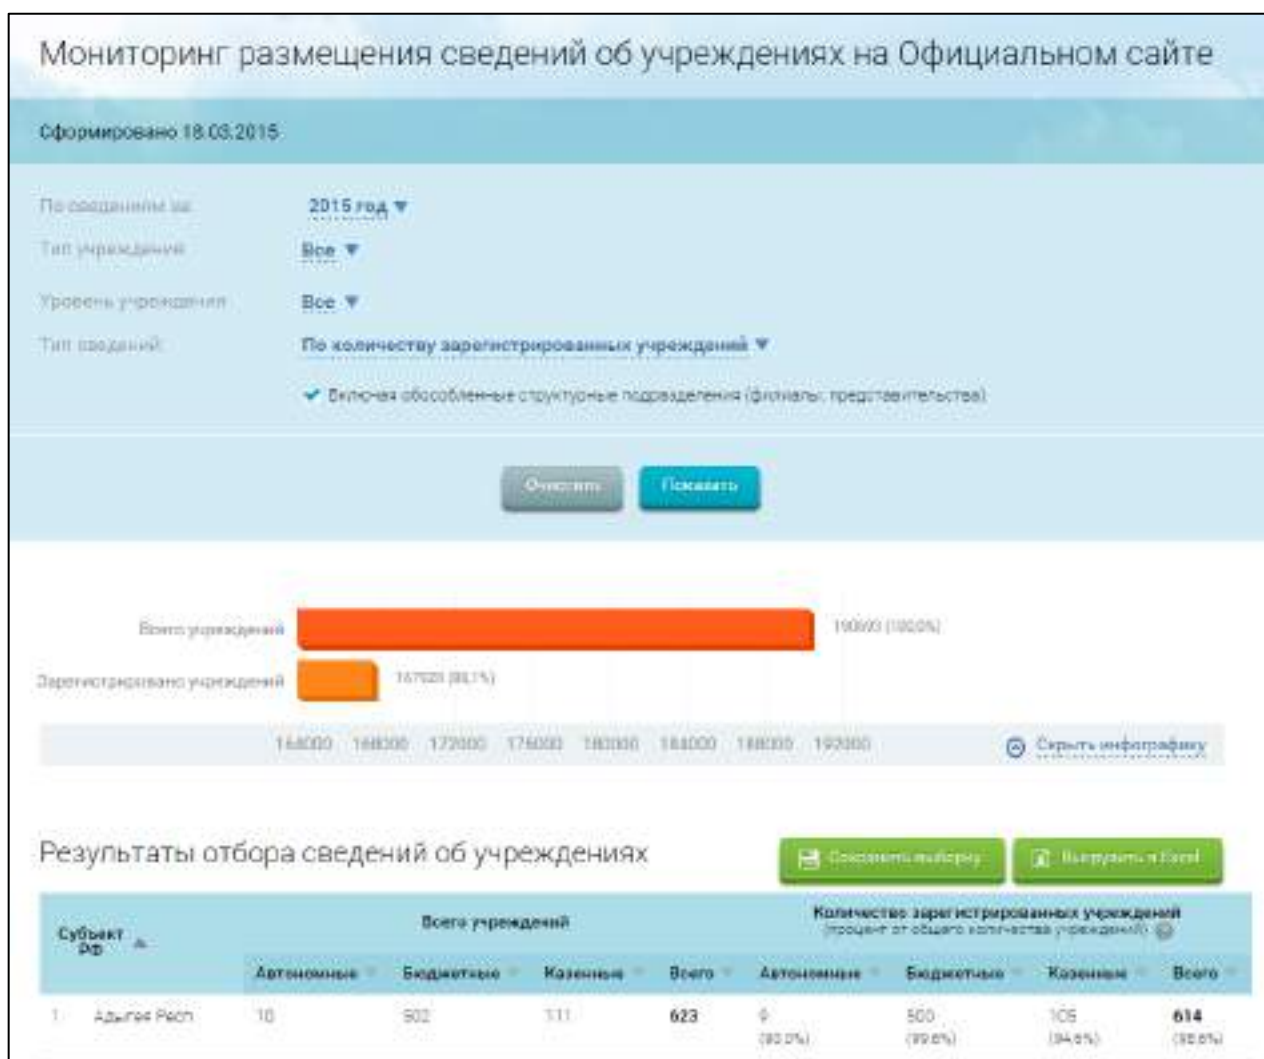 Мониторинг размещения сведений об учреждениях на Официальном сайте
Сформировано 18.03.2015
По сведениям за 2015 год
Тип учреждения Все
Уровень учреждения Все
Тип сведений: По количеству зарегистрированных учреждений
Включая обособленные структурные подразделения (филиалы, представительства)
Очистить Показать
Всего учреждений (100,0%)
Зарегистрировано учреждений (88,1%)
164000 168000 172000 176000 180000 184000 188000 192000 Скрыть инфографику
Результаты отбора сведений об учреждениях Сохранить выборку Выгрузить в Excel
Субъект РФ Всего учреждений Количество зарегистрированных учреждений
(процент от общего количества учреждений)
Автономные Бюджетные Казенные Всего Автономные Бюджетные Казенные Всего
1 Адыгея Респ 10 502 111 623 9 500 105 614
(90,0%) (99,6%) (94,6%) (98,6%)